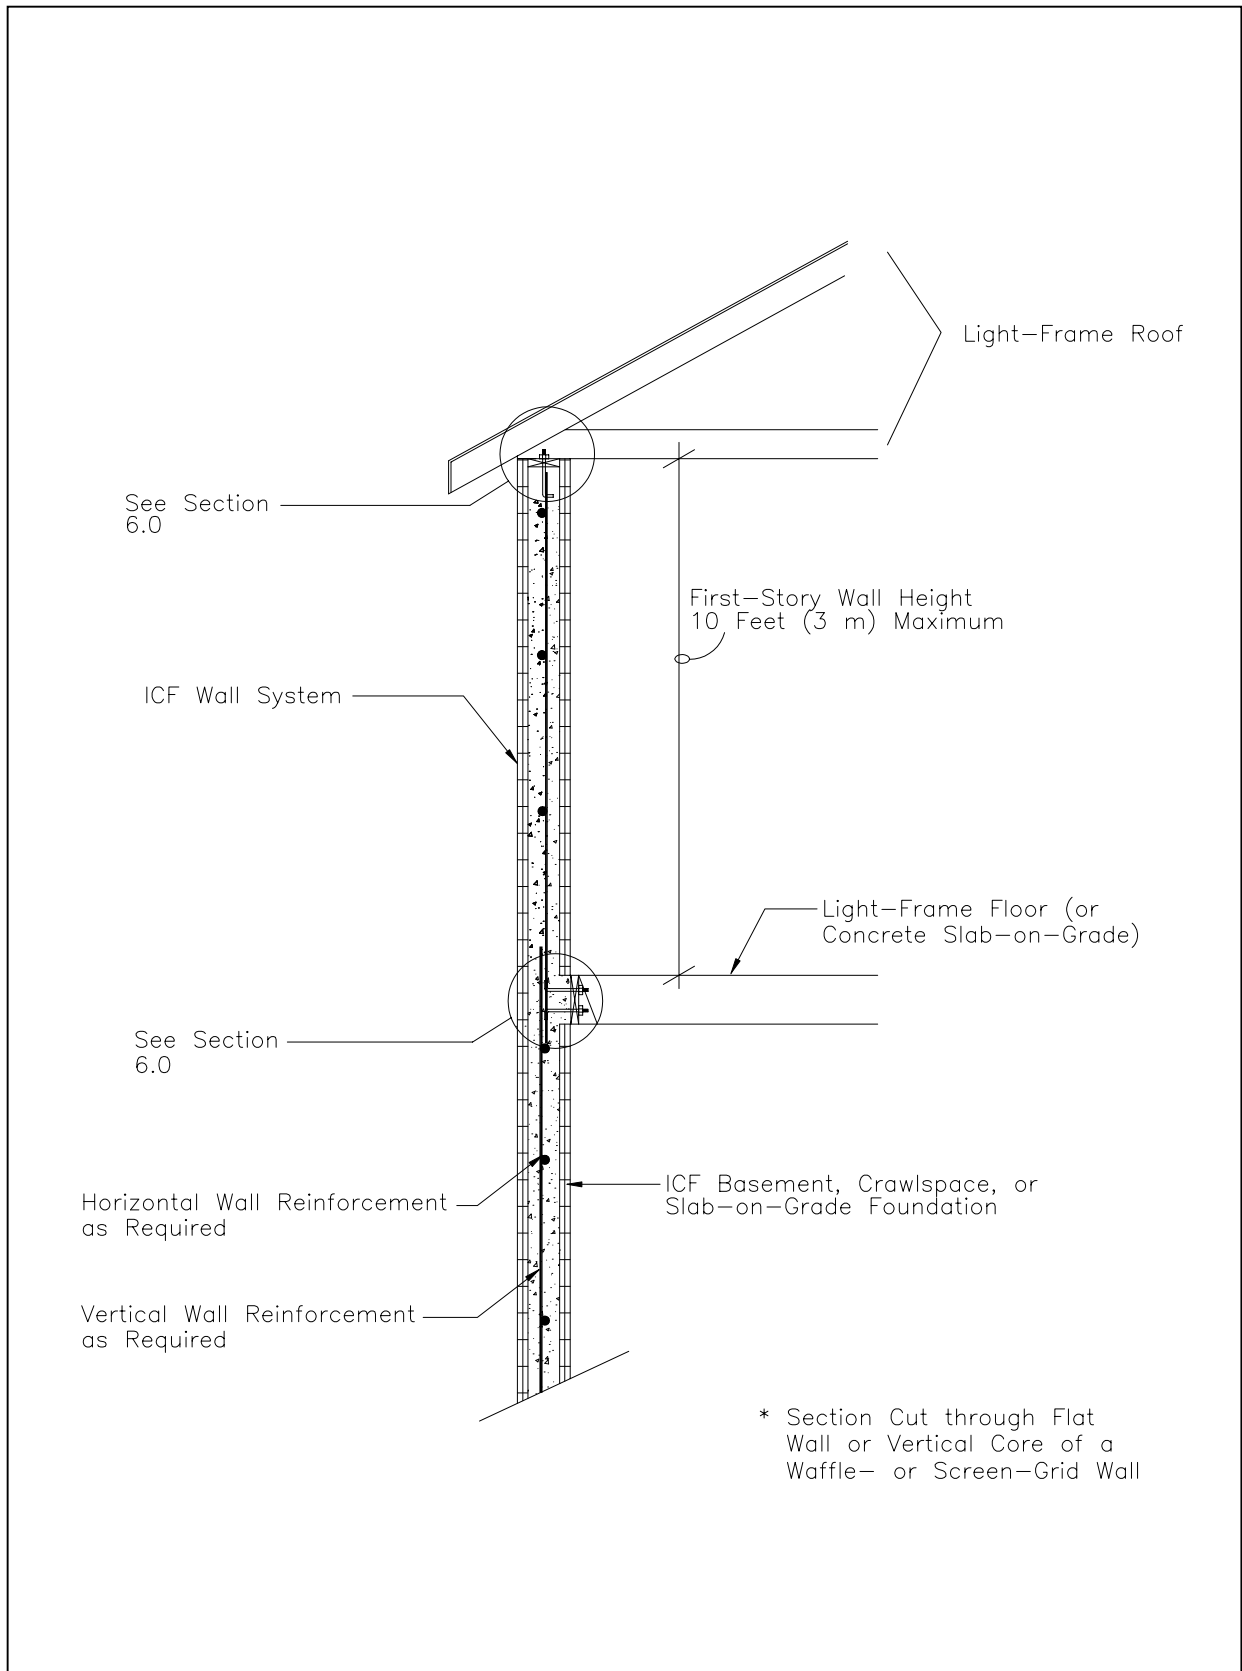 Light-Frame Roof
See Section
6.0
First-Story Wall Height
10 Feet (3 m) Maximum
ICF Wall System
Light-Frame Floor (or
Concrete Slab-on-Grade)
See Section
6.0
Horizontal Wall Reinforcement
as Required
ICF Basement, Crawlspace, or
Slab-on-Grade Foundation
Vertical Wall Reinforcement
as Required
* Section Cut through Flat
Wall or Vertical Core of a
Waffle- or Screen-Grid Wall